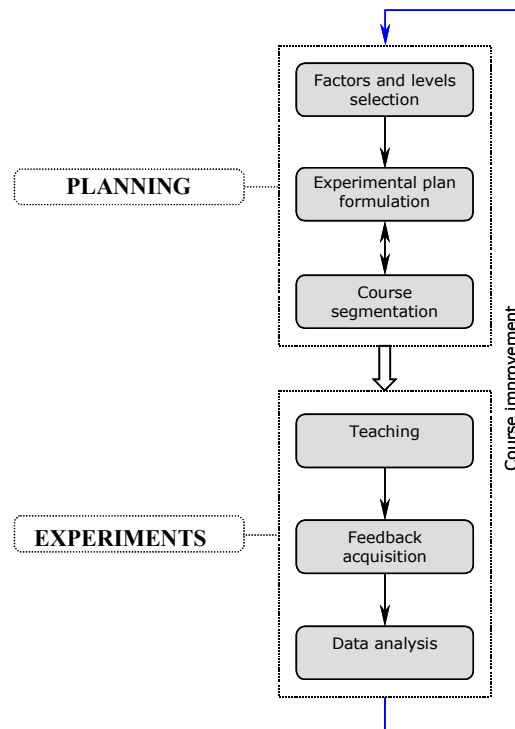 Factors and levels
selection
PLANNING
Experimental plan
formulation
Course
segmentation
Course improvement
Teaching
EXPERIMENTS
Feedback
acquisition
Data analysis